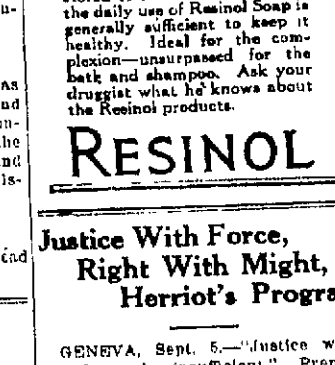 the daily use of Resinol Soap is
generally sufficient to keep it
healthy. Ideal for the com-
plexion—unsurpassed for the
bath and shampoo. Ask your
druggist what he knows about
the Resinol products.
RESINOL
Justice With Force,
Right With Might,
Herriot's Progra
GENEVA, Sept. 5.—"Justice w